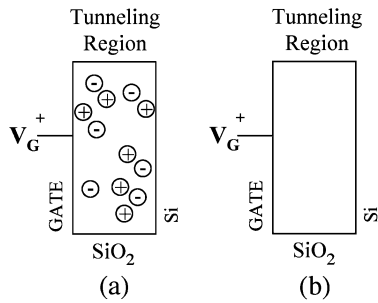 Tunneling Region
Tunneling Region
+
V_G
GATE
- + - + + - + - - + - +
Si
SiO₂
(a)
+
V_G
GATE
Si
SiO₂
(b)